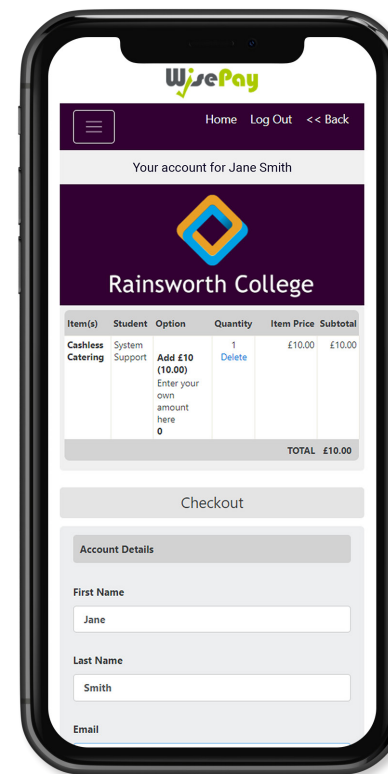 WisePay
Home Log Out << Back
Your account for Jane Smith
Rainsworth College
Item(s) Student Option Quantity Item Price Subtotal
Cashless Catering System Support Add £10 (10.00) Enter your own amount here 0 1 Delete £10.00 £10.00
TOTAL £10.00
Checkout
Account Details
First Name
Jane
Last Name
Smith
Email